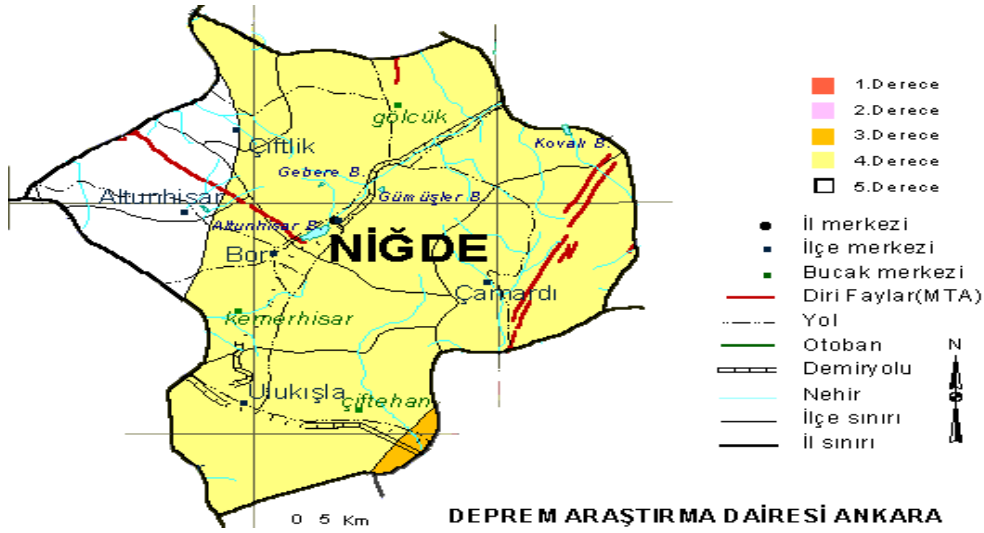 gölcük
Kovalı B.
Çiftlik
Gebere B.
Altunhisar
Gümüşler B.
Altunhisar B.
NİĞDE
Bor
Çamardı
Kemerhisar
Ulukışla
çiftehan
0 5 Km
1.Derece
2.Derece
3.Derece
4.Derece
5.Derece
İl merkezi
İlçe merkezi
Bucak merkezi
Diri Faylar(MTA)
Yol
Otoban
N
Demiryolu
Nehir
İlçe sınırı
İl sınırı
DEPREM ARAŞTIRMA DAİRESİ ANKARA